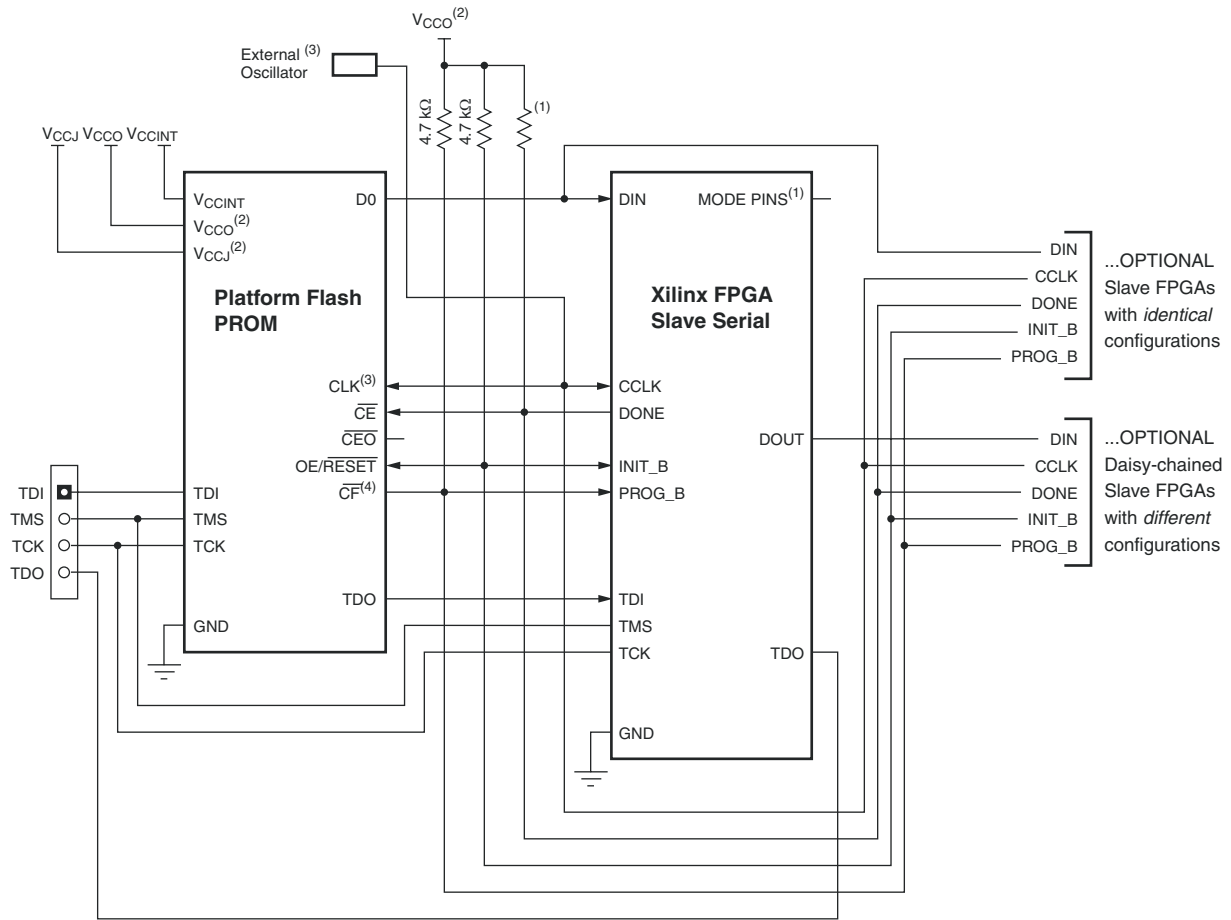 VCCO(2)
External (3)
Oscillator
4.7 kΩ
4.7 kΩ
(1)
VCCJ VCCO VCCINT
VCCINT
VCCO(2)
VCCJ(2)
D0
Platform Flash
PROM
CLK(3)
CE
CEO
OE/RESET
CF(4)
TDI
TMS
TCK
TDO
TDI
TMS
TCK
TDO
GND
DIN
MODE PINS(1)
Xilinx FPGA
Slave Serial
CCLK
DONE
DOUT
INIT_B
PROG_B
TDI
TMS
TCK
TDO
GND
DIN
CCLK
DONE
INIT_B
PROG_B
...OPTIONAL
Slave FPGAs
with identical
configurations
DIN
CCLK
DONE
INIT_B
PROG_B
...OPTIONAL
Daisy-chained
Slave FPGAs
with different
configurations